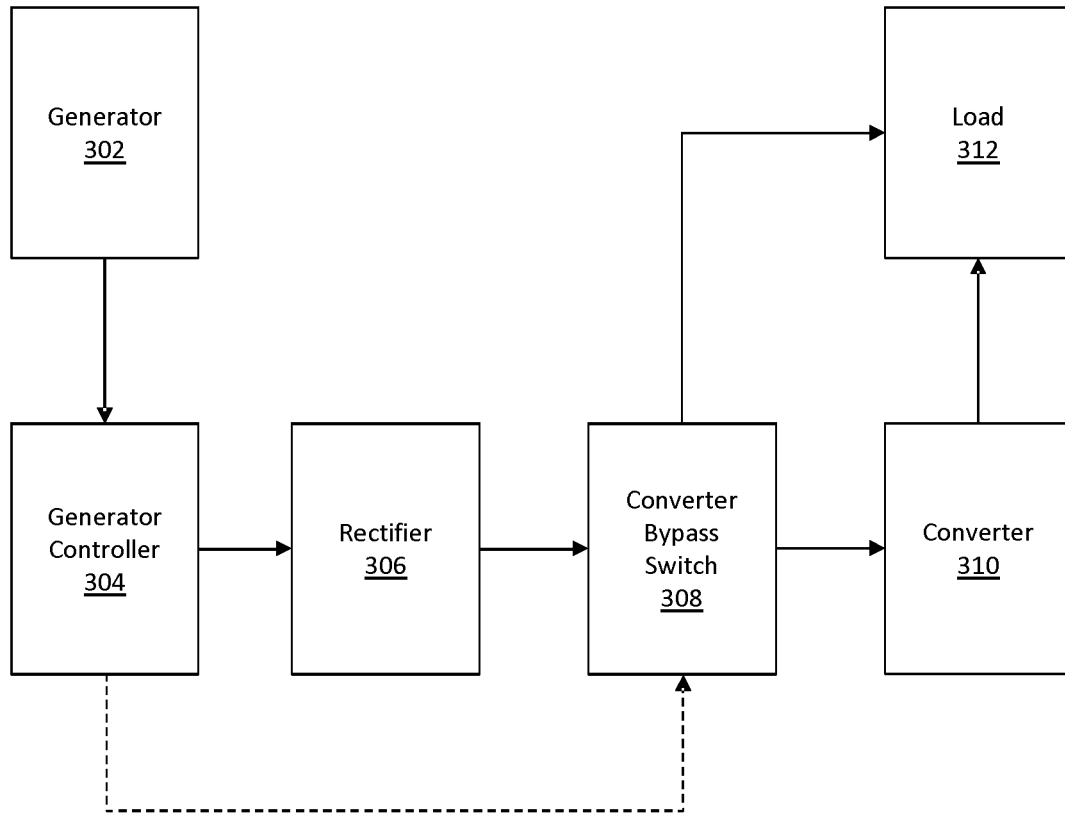 Generator
302
Load
312
Generator
Controller
304
Rectifier
306
Converter
Bypass
Switch
308
Converter
310